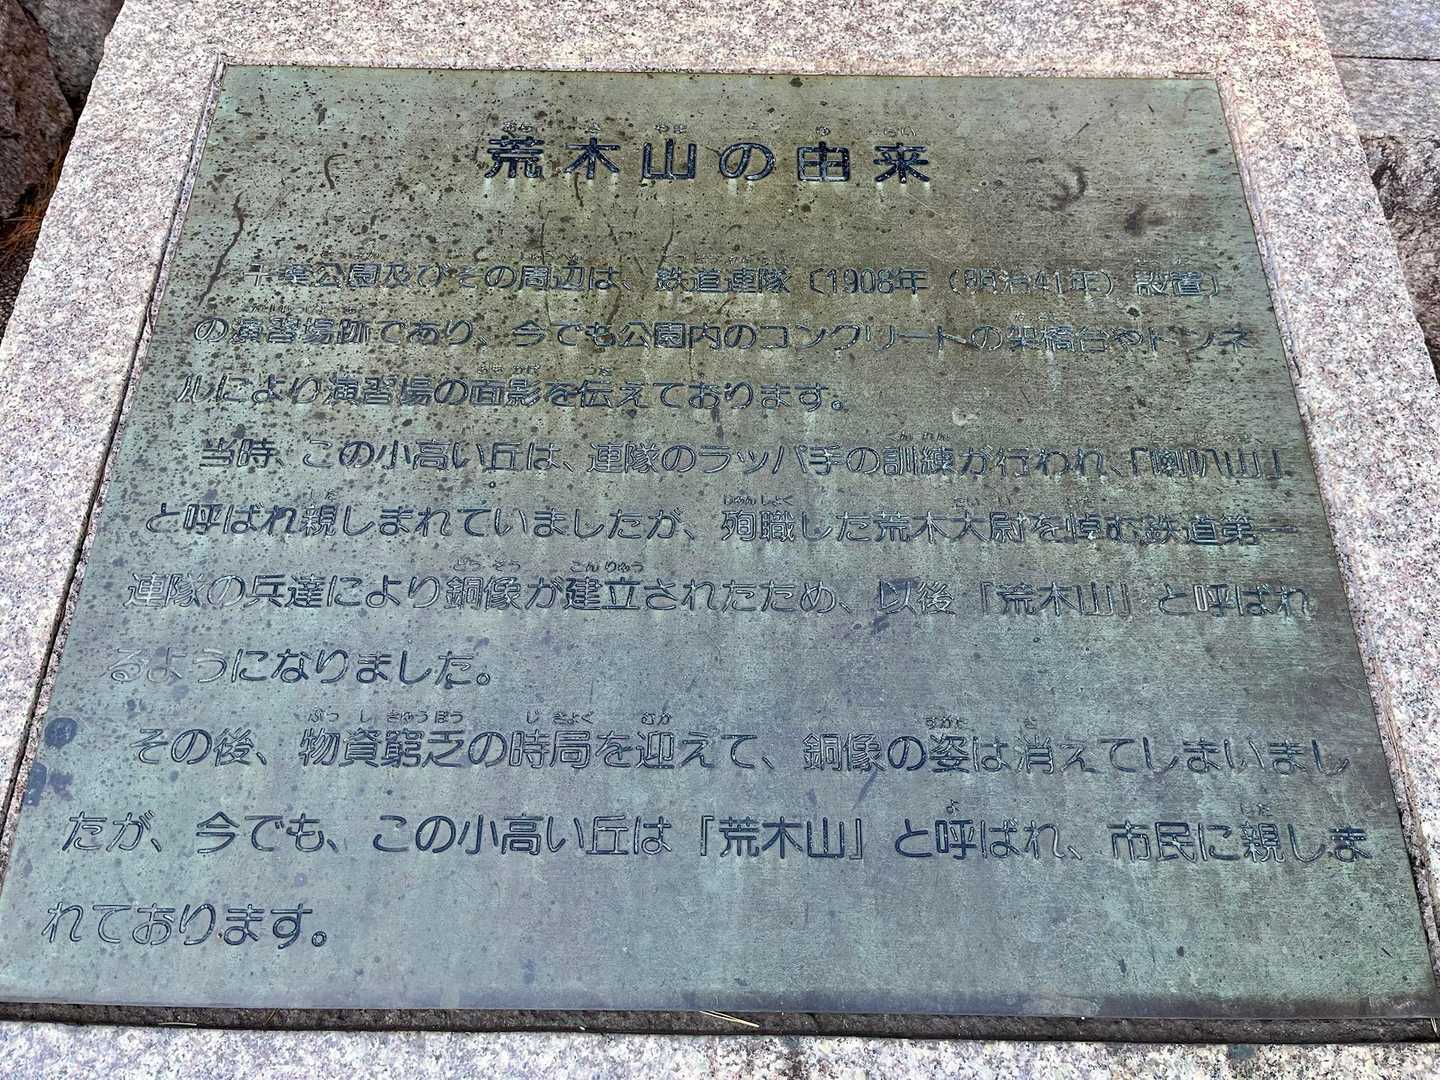 荒木山の由来
千葉公園及びその周辺は、鉄道連隊〔1908年（明治41年）設置〕
の演習場跡であり、今でも公園内のコンクリートの架橋台やトンネ
ルにより演習場の面影を伝えております。
当時、この小高い丘は、連隊のラッパ手の訓練が行われ、「喇叭山」
と呼ばれ親しまれていましたが、殉職した荒木大尉を悼む鉄道第一
連隊の兵達により銅像が建立されたため、以後「荒木山」と呼ばれ
るようになりました。
その後、物資窮乏の時局を迎えて、銅像の姿は消えてしまいまし
たが、今でも、この小高い丘は「荒木山」と呼ばれ、市民に親しま
れております。